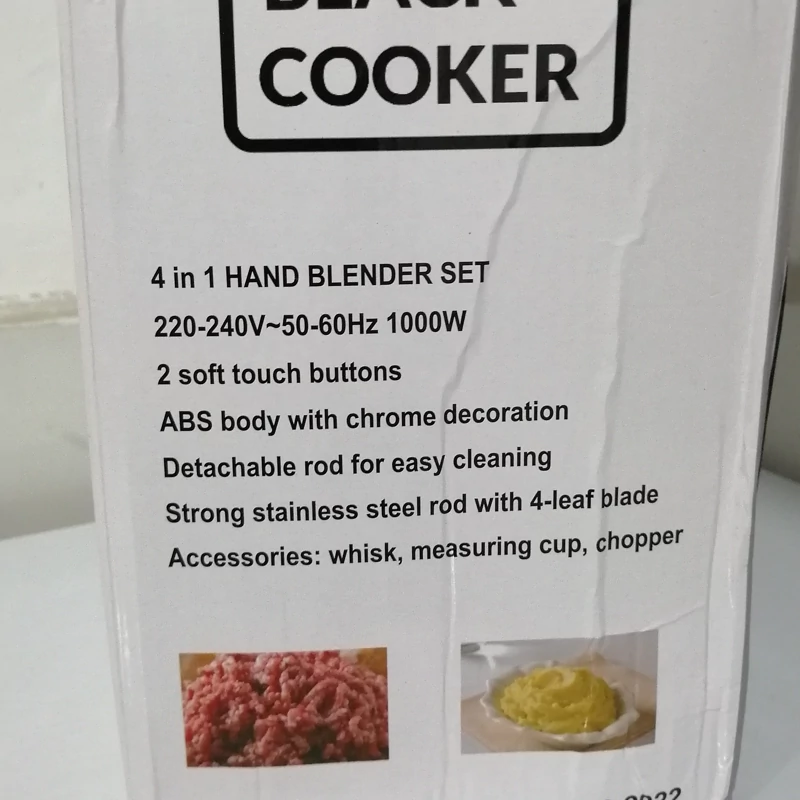 BLACK
COOKER
4 in 1 HAND BLENDER SET
220-240V~50-60Hz 1000W
2 soft touch buttons
ABS body with chrome decoration
Detachable rod for easy cleaning
Strong stainless steel rod with 4-leaf blade
Accessories: whisk, measuring cup, chopper